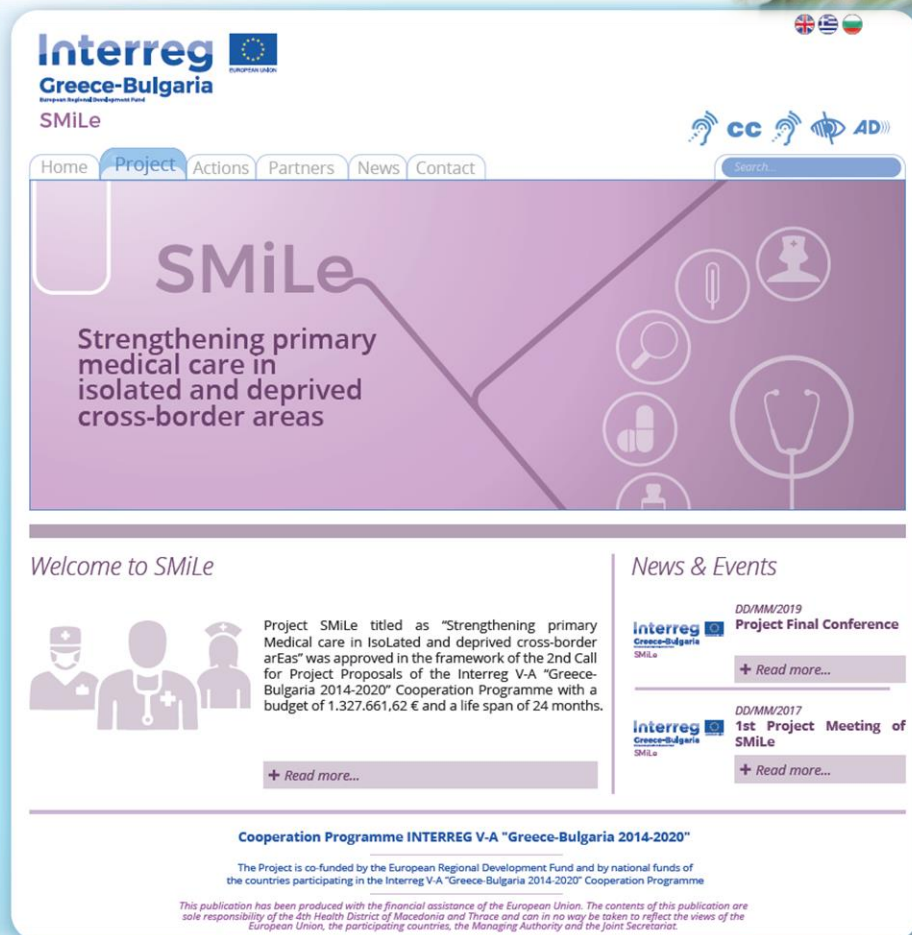 Interreg
EUROPEAN UNION
Greece-Bulgaria
European Regional Development Fund
SMiLe
CC
AD
Home
Project
Actions
Partners
News
Contact
Search...
SMiLe
Strengthening primary
medical care in
isolated and deprived
cross-border areas
Welcome to SMiLe
Project SMiLe titled as "Strengthening primary
Medical care in IsoLated and deprived cross-border
arEas" was approved in the framework of the 2nd Call
for Project Proposals of the Interreg V-A "Greece-
Bulgaria 2014-2020" Cooperation Programme with a
budget of 1.327.661,62 € and a life span of 24 months.
+ Read more...
News & Events
Interreg
Greece-Bulgaria
SMiLe
DD/MM/2019
Project Final Conference
+ Read more...
Interreg
Greece-Bulgaria
SMiLe
DD/MM/2017
1st Project Meeting of
SMiLe
+ Read more...
Cooperation Programme INTERREG V-A "Greece-Bulgaria 2014-2020"
The Project is co-funded by the European Regional Development Fund and by national funds of
the countries participating in the Interreg V-A "Greece-Bulgaria 2014-2020" Cooperation Programme
This publication has been produced with the financial assistance of the European Union. The contents of this publication are
sole responsibility of the 4th Health District of Macedonia and Thrace and can in no way be taken to reflect the views of the
European Union, the participating countries, the Managing Authority and the Joint Secretariat.